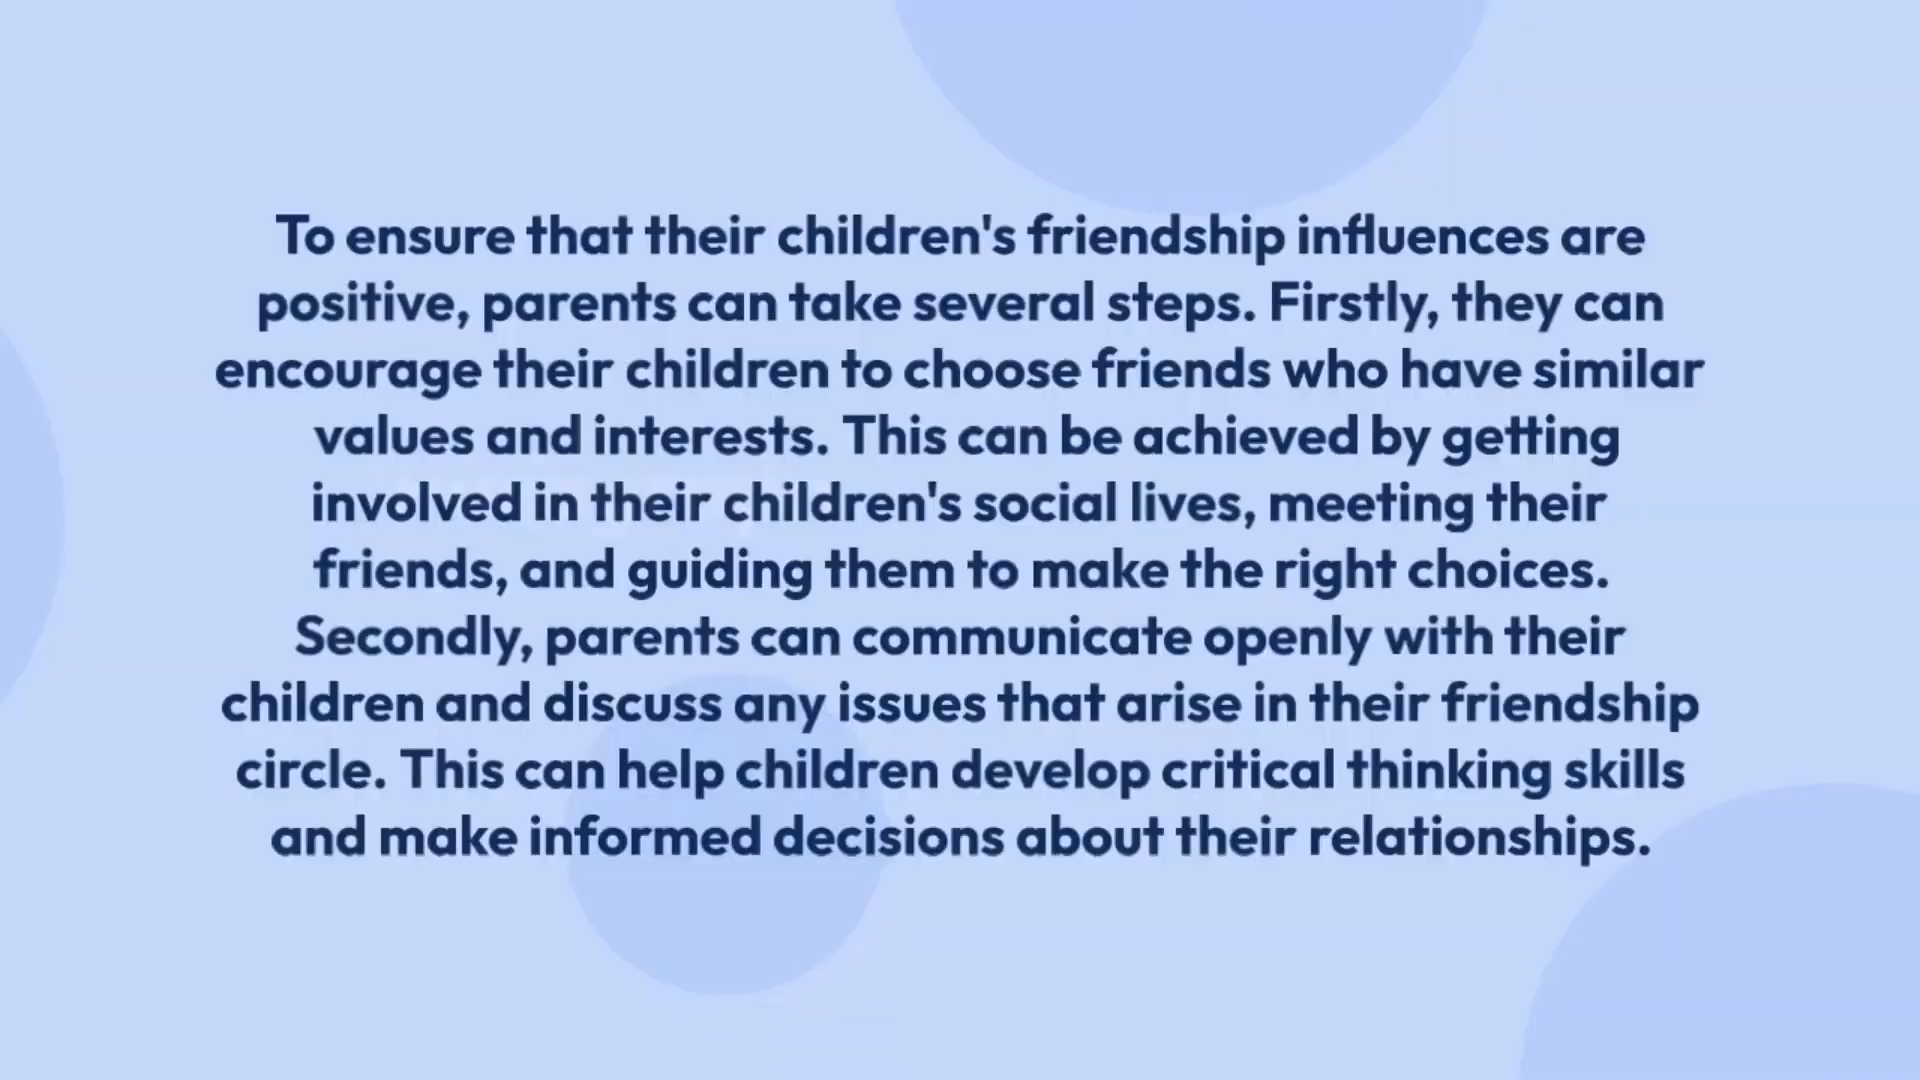 To ensure that their children's friendship influences are
positive, parents can take several steps. Firstly, they can
encourage their children to choose friends who have similar
values and interests. This can be achieved by getting
involved in their children's social lives, meeting their
friends, and guiding them to make the right choices.
Secondly, parents can communicate openly with their
children and discuss any issues that arise in their friendship
circle. This can help children develop critical thinking skills
and make informed decisions about their relationships.